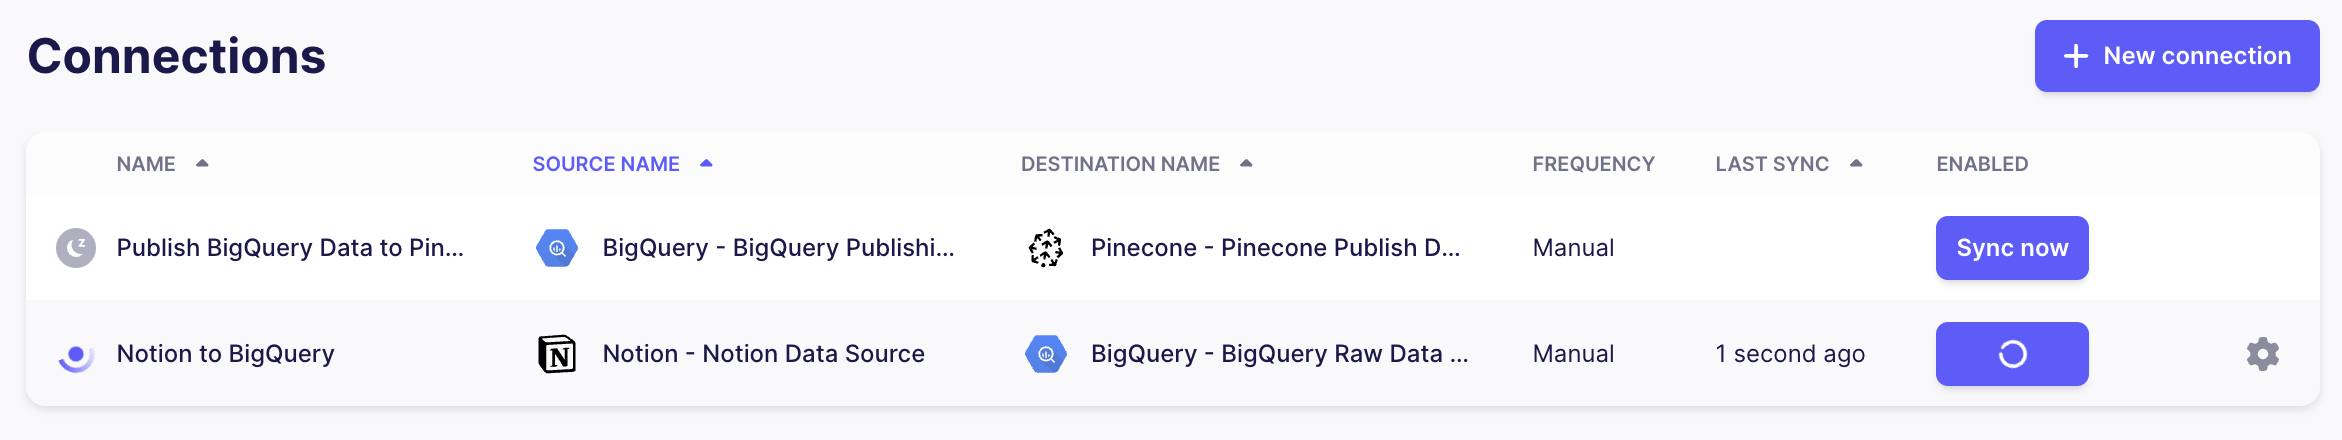 Connections
New connection
NAME SOURCE NAME DESTINATION NAME FREQUENCY LAST SYNC ENABLED
Publish BigQuery Data to Pin... BigQuery - BigQuery Publishi... Pinecone - Pinecone Publish D... Manual Sync now
Notion to BigQuery Notion - Notion Data Source BigQuery - BigQuery Raw Data ... Manual 1 second ago